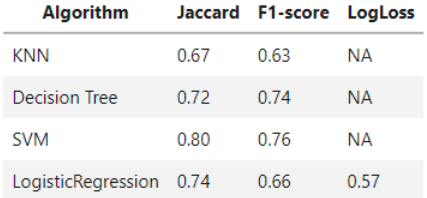 Algorithm Jaccard F1-score LogLoss
KNN 0.67 0.63 NA
Decision Tree 0.72 0.74 NA
SVM 0.80 0.76 NA
LogisticRegression 0.74 0.66 0.57